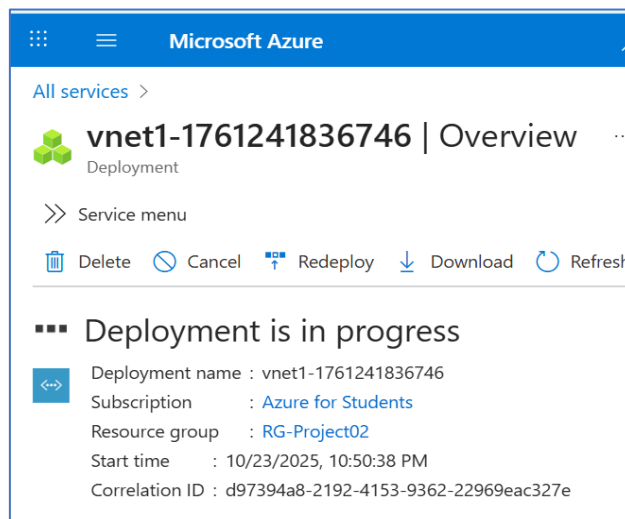 Microsoft Azure
All services >
vnet1-1761241836746 | Overview ...
Deployment
Service menu
Delete Cancel Redeploy Download Refresh
Deployment is in progress
Deployment name : vnet1-1761241836746
Subscription : Azure for Students
Resource group : RG-Project02
Start time : 10/23/2025, 10:50:38 PM
Correlation ID : d97394a8-2192-4153-9362-22969eac327e